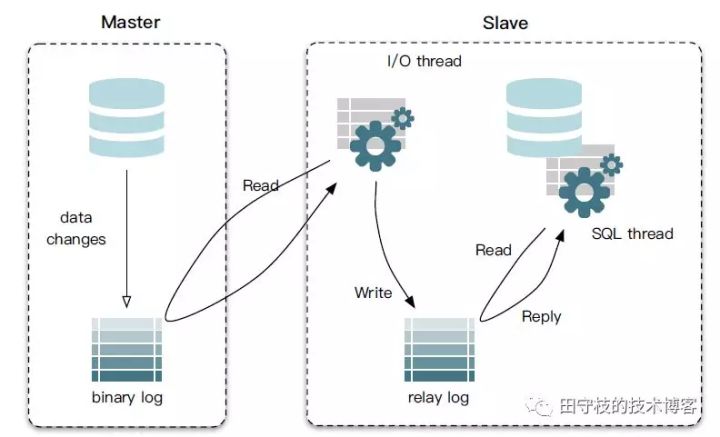 Master
Slave
I/O thread
Read
data
changes
SQL thread
Read
Write
Reply
binary log
relay log
田守枝的技术博客